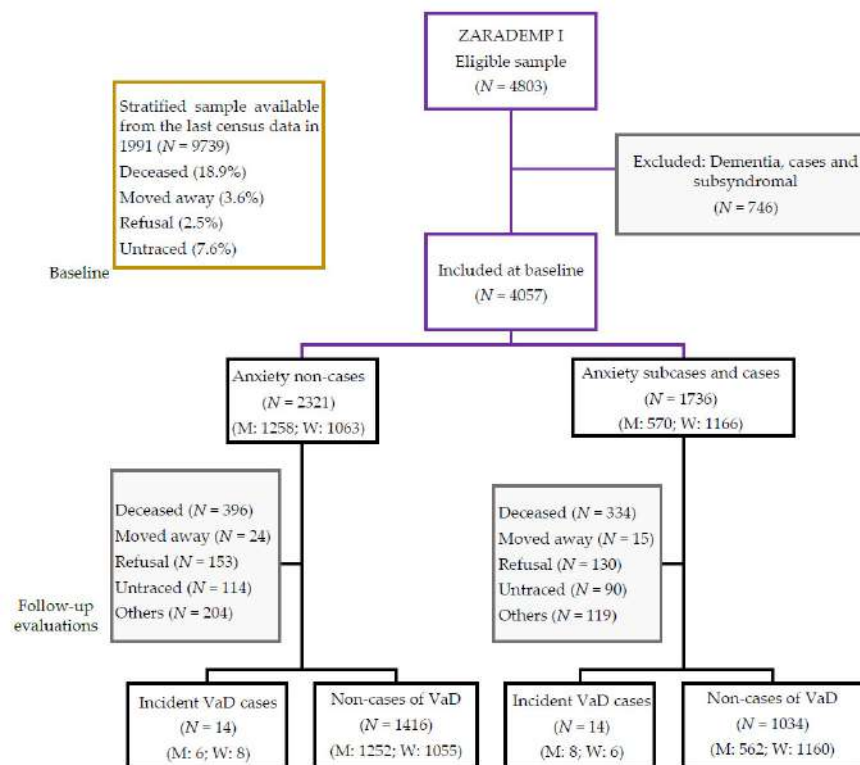 ZARADEMP I
Eligible sample
(N = 4803)
Stratified sample available
from the last census data in
1991 (N = 9739)
Deceased (18.9%)
Moved away (3.6%)
Refusal (2.5%)
Untraced (7.6%)
Baseline
Excluded: Dementia, cases and
subsyndromal
(N = 746)
Included at baseline
(N = 4057)
Anxiety non-cases
(N = 2321)
(M: 1258; W: 1063)
Anxiety subcases and cases
(N = 1736)
(M: 570; W: 1166)
Deceased (N = 396)
Moved away (N = 24)
Refusal (N = 153)
Untraced (N = 114)
Others (N = 204)
Deceased (N = 334)
Moved away (N = 15)
Refusal (N = 130)
Untraced (N = 90)
Others (N = 119)
Follow-up
evaluations
Incident VaD cases
(N = 14)
(M: 6; W: 8)
Non-cases of VaD
(N = 1416)
(M: 1252; W: 1055)
Incident VaD cases
(N = 14)
(M: 8; W: 6)
Non-cases of VaD
(N = 1034)
(M: 562; W: 1160)